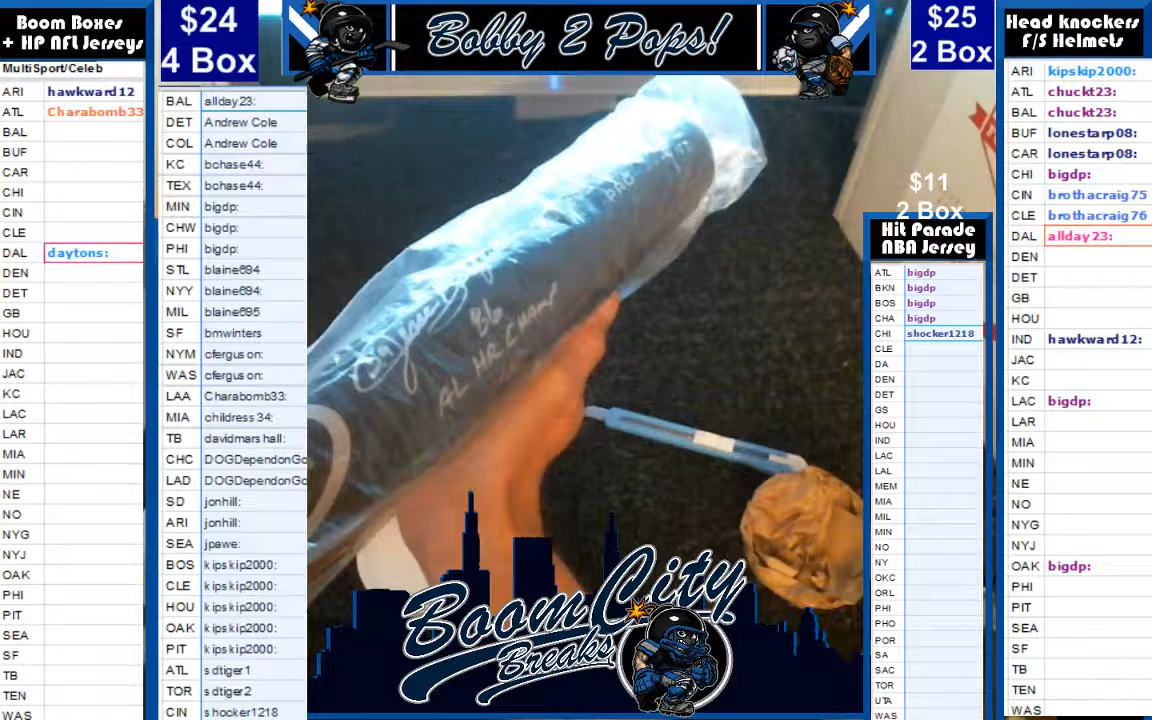 Boom Boxes
+ HP NFL Jerseys
MultiSport/Celeb
ARI hawkward12
ATL Charabomb33
BAL
BUF
CAR
CHI
CIN
CLE
DAL daytons:
DEN
DET
GB
HOU
IND
JAC
KC
LAC
LAR
MIA
MIN
NE
NO
NYG
NYJ
OAK
PHI
PIT
SEA
SF
TB
TEN
WAS
$24
4 Box
BAL allday23:
DET Andrew Cole
COL Andrew Cole
KC bchase44:
TEX bchase44:
MIN bigdp:
CHW bigdp:
PHI bigdp:
STL blaine694
NYY blaine694:
MIL blaine695
SF bmwinters
NYM cferguson:
WAS cferguson:
LAA Charabomb33:
MIA childress 34:
TB davidmarshall:
CHC DOGDependonGo
LAD DOGDependonGo
SD jonhill:
ARI jonhill:
SEA jpawe:
BOS kipskip2000:
CLE kipskip2000:
HOU kipskip2000:
OAK kipskip2000:
PIT kipskip2000:
ATL sdtiger1
TOR sdtiger2
CIN shocker1218
Bobby 2 Pops!
PRO
86
AL HR CHAMP
Boom City
Breaks
$25
2 Box
$11
2 Box
Hit Parade
NBA Jersey
ATL bigdp
BKN bigdp
BOS bigdp
CHA bigdp
CHI shocker1218
CLE
DA
DEN
DET
GS
HOU
IND
LAC
LAL
MEM
MIA
MIL
MIN
NO
NY
OKC
ORL
PHI
PHO
POR
SA
SAC
TOR
UTA
WAS
Head knockers
F/S Helmets
ARI kipskip2000:
ATL chuckt23:
BAL chuckt23:
BUF lonestarp08:
CAR lonestarp08:
CHI bigdp:
CIN brothacraig75
CLE brothacraig76
DAL allday23:
DEN
DET
GB
HOU
IND hawkward12:
JAC
KC
LAC bigdp:
LAR
MIA
MIN
NE
NO
NYG
NYJ
OAK bigdp:
PHI
PIT
SEA
SF
TB
TEN
WAS